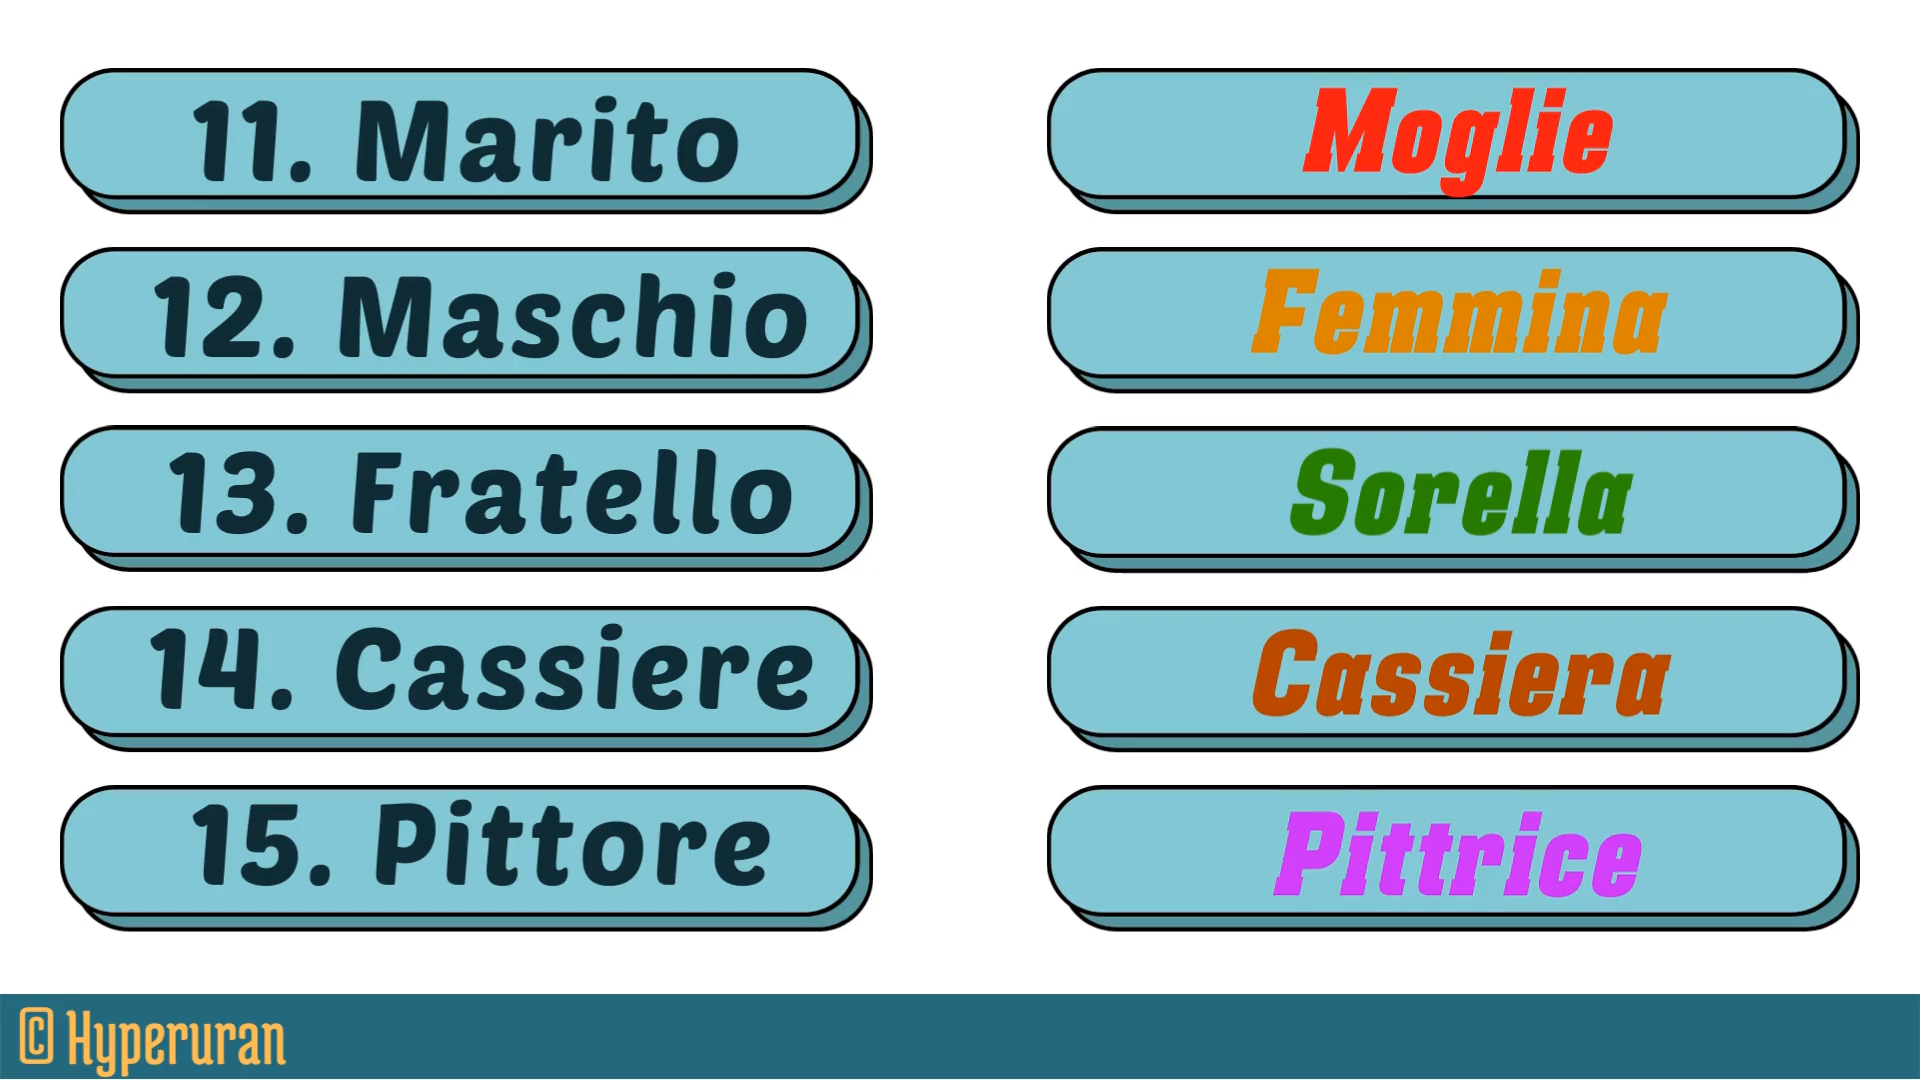 11. Marito
Moglie
12. Maschio
Femmina
13. Fratello
Sorella
14. Cassiere
Cassiera
15. Pittore
Pittrice
© Hyperuran